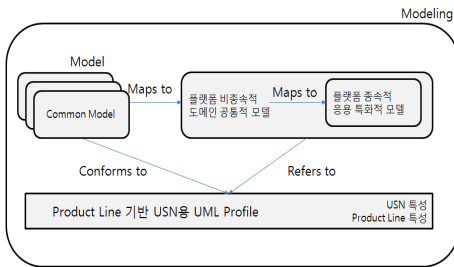 Modeling
Model
Common Model
Maps to
플랫폼 비종속적
도메인 공통적 모델
Maps to
플랫폼 종속적
응용 특화적 모델
Conforms to
Refers to
Product Line 기반 USN용 UML Profile
USN 특성
Product Line 특성